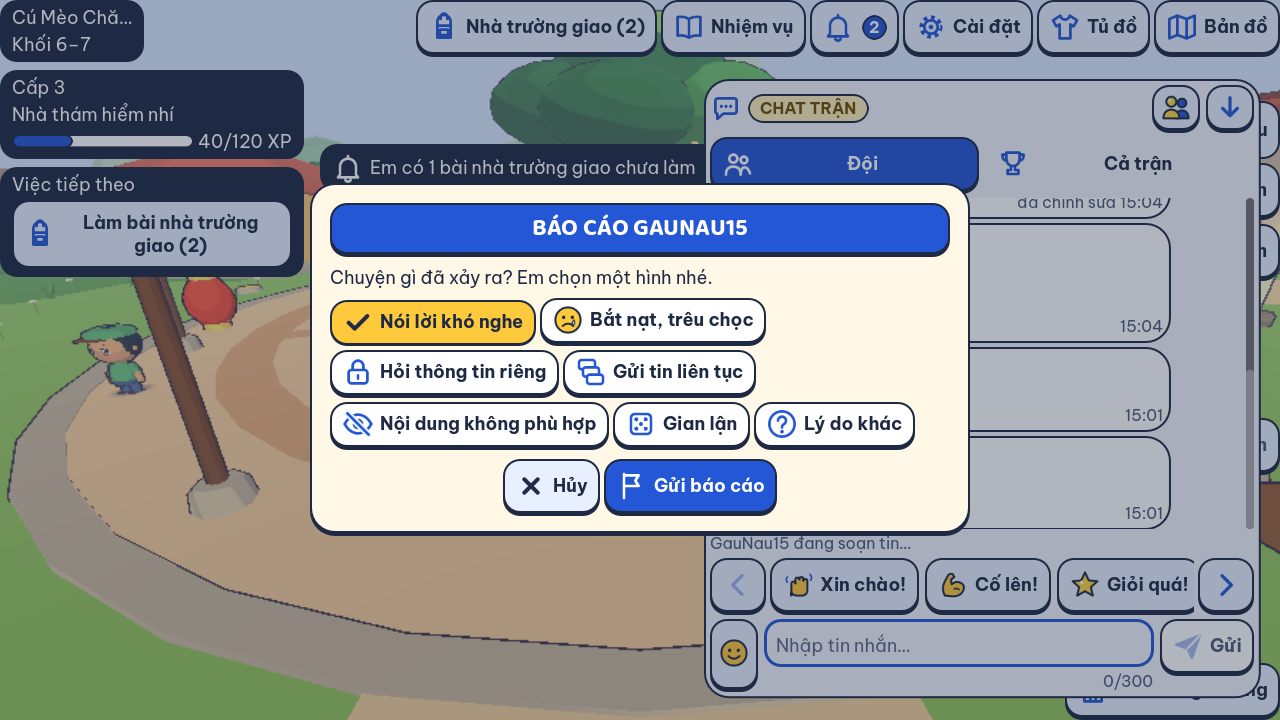 Cú Mèo Chă...
Khối 6–7
Nhà trường giao (2)
Nhiệm vụ
2
Cài đặt
Tủ đồ
Bản đồ
Cấp 3
Nhà thám hiểm nhí
40/120 XP
Việc tiếp theo
Làm bài nhà trường
giao (2)
Em có 1 bài nhà trường giao chưa làm
CHAT TRẬN
Đội
Cả trận
đã chỉnh sửa 15:04
15:04
15:01
15:01
BÁO CÁO GAUNAU15
Chuyện gì đã xảy ra? Em chọn một hình nhé.
Nói lời khó nghe
Bắt nạt, trêu chọc
Hỏi thông tin riêng
Gửi tin liên tục
Nội dung không phù hợp
Gian lận
Lý do khác
Hủy
Gửi báo cáo
GauNau15 đang soạn tin...
Xin chào!
Cố lên!
Giỏi quá!
Nhập tin nhắn...
Gửi
0/300